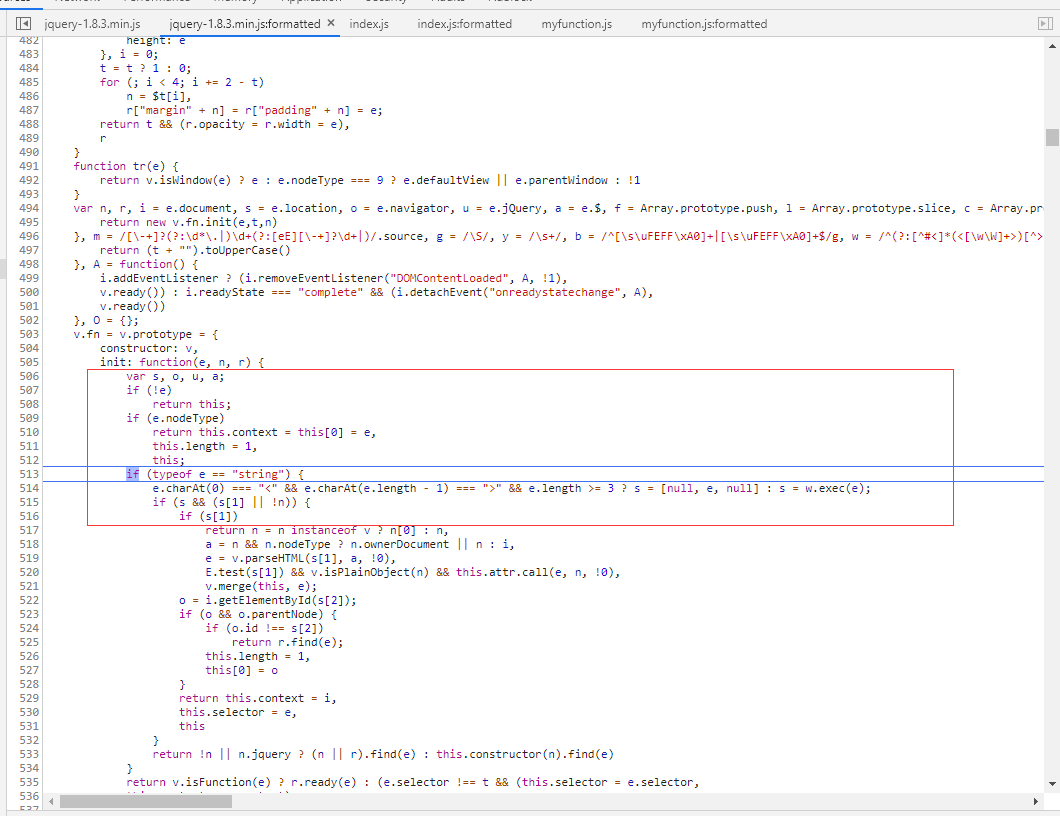 jquery-1.8.3.min.js jquery-1.8.3.min.js:formatted × index.js index.js:formatted myfunction.js myfunction.js:formatted
482 height: e
483 }, i = 0;
484 t = t ? 1 : 0;
485 for (; i < 4; i += 2 - t)
486 n = $t[i],
487 r["margin" + n] = r["padding" + n] = e;
488 return t && (r.opacity = r.width = e),
489 r
490 }
491 function tr(e) {
492 return v.isWindow(e) ? e : e.nodeType === 9 ? e.defaultView || e.parentWindow : !1
493 }
494 var n, r, i = e.document, s = e.location, o = e.navigator, u = e.jQuery, a = e.$, f = Array.prototype.push, l = Array.prototype.slice, c = Array.pr
495 return new v.fn.init(e,t,n)
496 }, m = /[\-+]?(?:\d*\.|)\d+(?:[eE][\-+]?\d+|)/.source, g = /\S/, y = /\s+/, b = /^[\s\uFEFF\xA0]+|[\s\uFEFF\xA0]+$/g, w = /^(?:[^#<]*(<[\w\W]+>)[^>
497 return (t + "").toUpperCase()
498 }, A = function() {
499 i.addEventListener ? (i.removeEventListener("DOMContentLoaded", A, !1),
500 v.ready()) : i.readyState === "complete" && (i.detachEvent("onreadystatechange", A),
501 v.ready())
502 }, O = {};
503 v.fn = v.prototype = {
504 constructor: v,
505 init: function(e, n, r) {
506 var s, o, u, a;
507 if (!e)
508 return this;
509 if (e.nodeType)
510 return this.context = this[0] = e,
511 this.length = 1,
512 this;
513 if (typeof e == "string") {
514 e.charAt(0) === "<" && e.charAt(e.length - 1) === ">" && e.length >= 3 ? s = [null, e, null] : s = w.exec(e);
515 if (s && (s[1] || !n)) {
516 if (s[1])
517 return n = n instanceof v ? n[0] : n,
518 a = n && n.nodeType ? n.ownerDocument || n : i,
519 e = v.parseHTML(s[1], a, !0),
520 E.test(s[1]) && v.isPlainObject(n) && this.attr.call(e, n, !0),
521 v.merge(this, e);
522 o = i.getElementById(s[2]);
523 if (o && o.parentNode) {
524 if (o.id !== s[2])
525 return r.find(e);
526 this.length = 1,
527 this[0] = o
528 }
529 return this.context = i,
530 this.selector = e,
531 this
532 }
533 return !n || n.jquery ? (n || r).find(e) : this.constructor(n).find(e)
534 }
535 return v.isFunction(e) ? r.ready(e) : (e.selector !== t && (this.selector = e.selector,
536
537